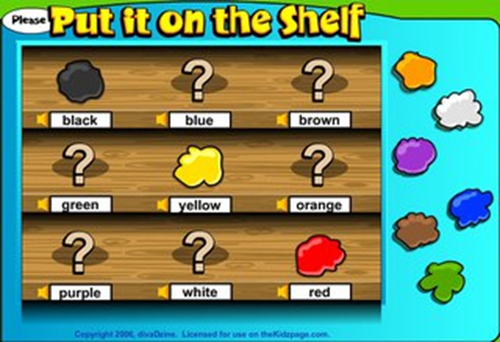 Please Put it on the Shelf
black blue brown
green yellow orange
purple white red
Copyright 2006, divaDzine. Licensed for use on theKidzpage.com.